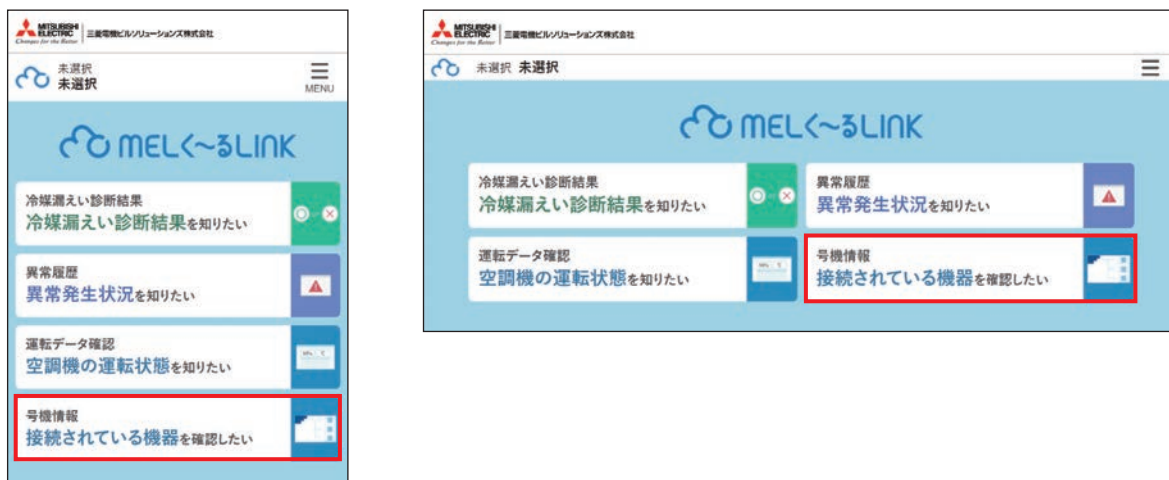 MITSUBISHI
ELECTRIC
Changes for the Better
三菱電機ビルソリューションズ株式会社
未選択
未選択
MENU
MELく~るLINK
冷媒漏えい診断結果
冷媒漏えい診断結果を知りたい
異常履歴
異常発生状況を知りたい
運転データ確認
空調機の運転状態を知りたい
号機情報
接続されている機器を確認したい
MITSUBISHI
ELECTRIC
Changes for the Better
三菱電機ビルソリューションズ株式会社
未選択 未選択
MELく~るLINK
冷媒漏えい診断結果
冷媒漏えい診断結果を知りたい
異常履歴
異常発生状況を知りたい
運転データ確認
空調機の運転状態を知りたい
号機情報
接続されている機器を確認したい